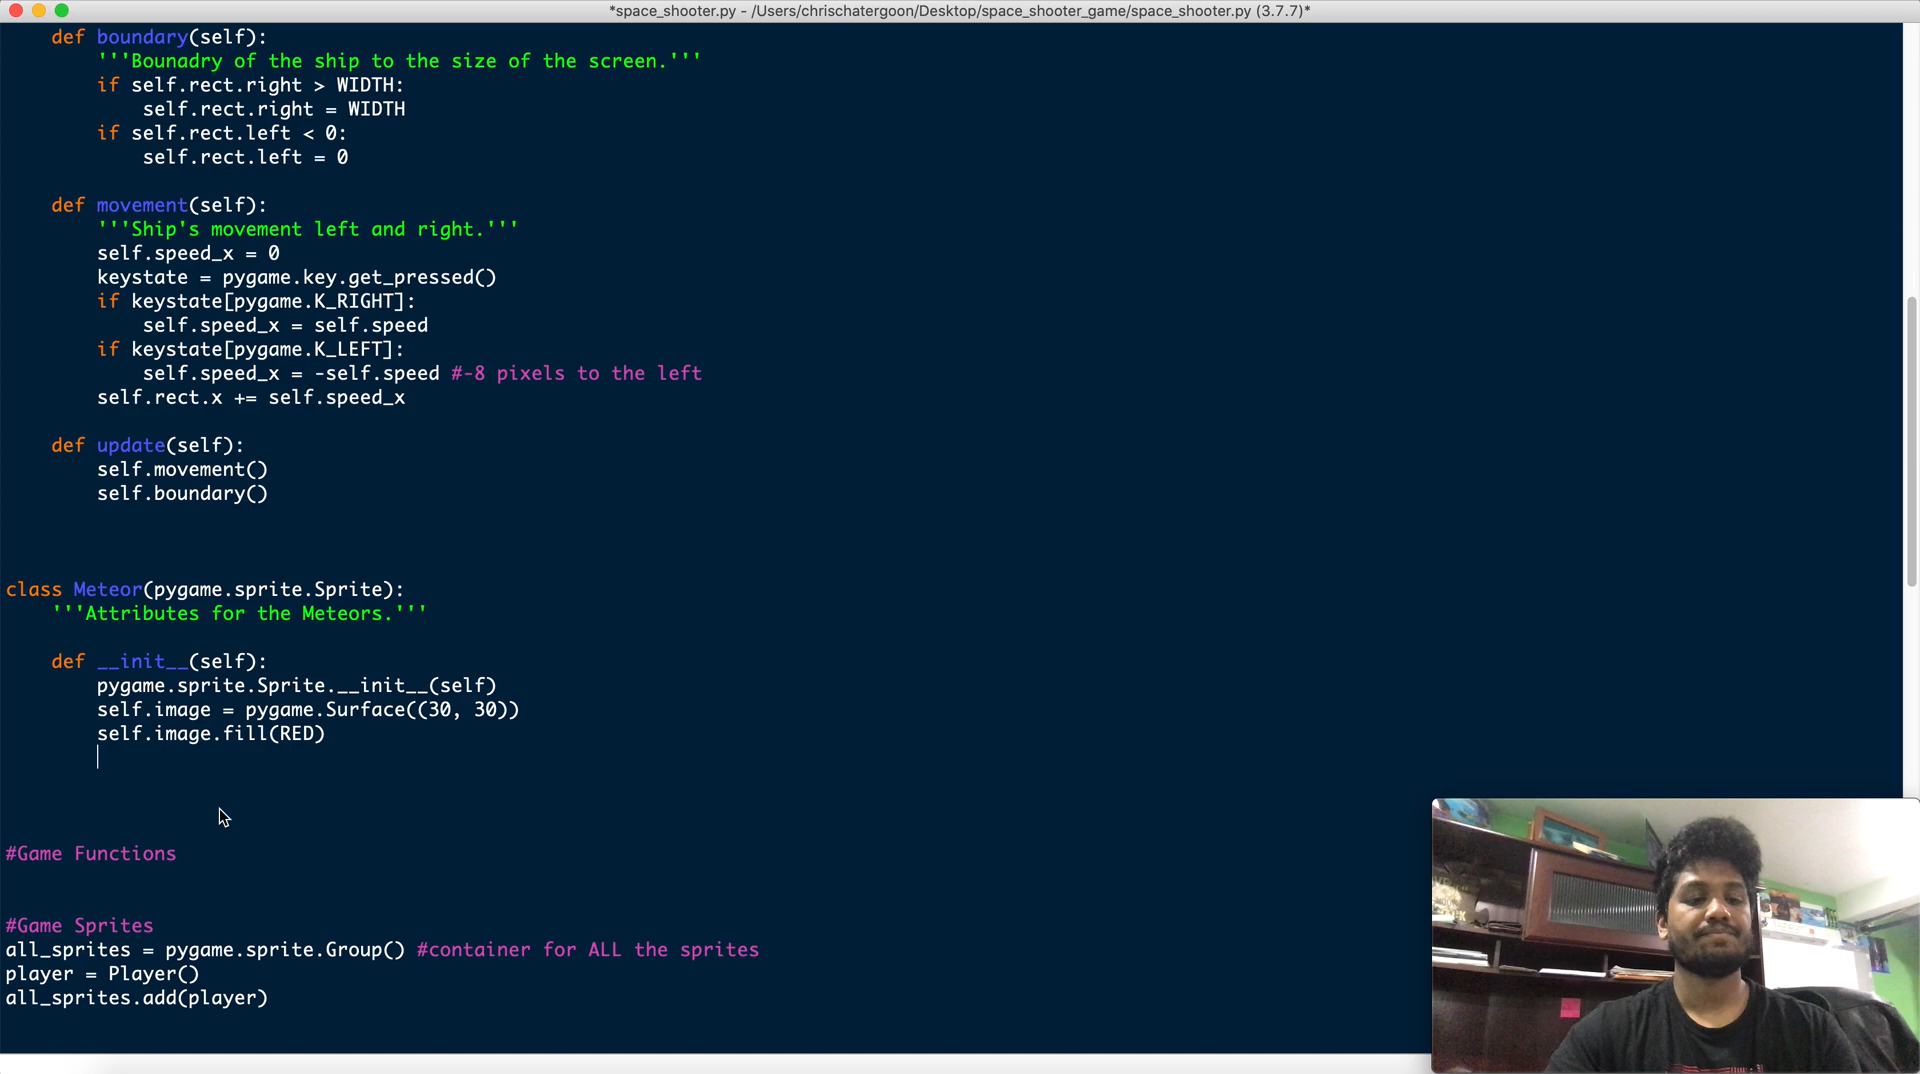 *space_shooter.py - /Users/chrischatergoon/Desktop/space_shooter_game/space_shooter.py (3.7.7)*
def boundary(self):
'''Bounadry of the ship to the size of the screen.'''
if self.rect.right > WIDTH:
self.rect.right = WIDTH
if self.rect.left < 0:
self.rect.left = 0
def movement(self):
'''Ship's movement left and right.'''
self.speed_x = 0
keystate = pygame.key.get_pressed()
if keystate[pygame.K_RIGHT]:
self.speed_x = self.speed
if keystate[pygame.K_LEFT]:
self.speed_x = -self.speed #-8 pixels to the left
self.rect.x += self.speed_x
def update(self):
self.movement()
self.boundary()
class Meteor(pygame.sprite.Sprite):
'''Attributes for the Meteors.'''
def __init__(self):
pygame.sprite.Sprite.__init__(self)
self.image = pygame.Surface((30, 30))
self.image.fill(RED)
#Game Functions
#Game Sprites
all_sprites = pygame.sprite.Group() #container for ALL the sprites
player = Player()
all_sprites.add(player)